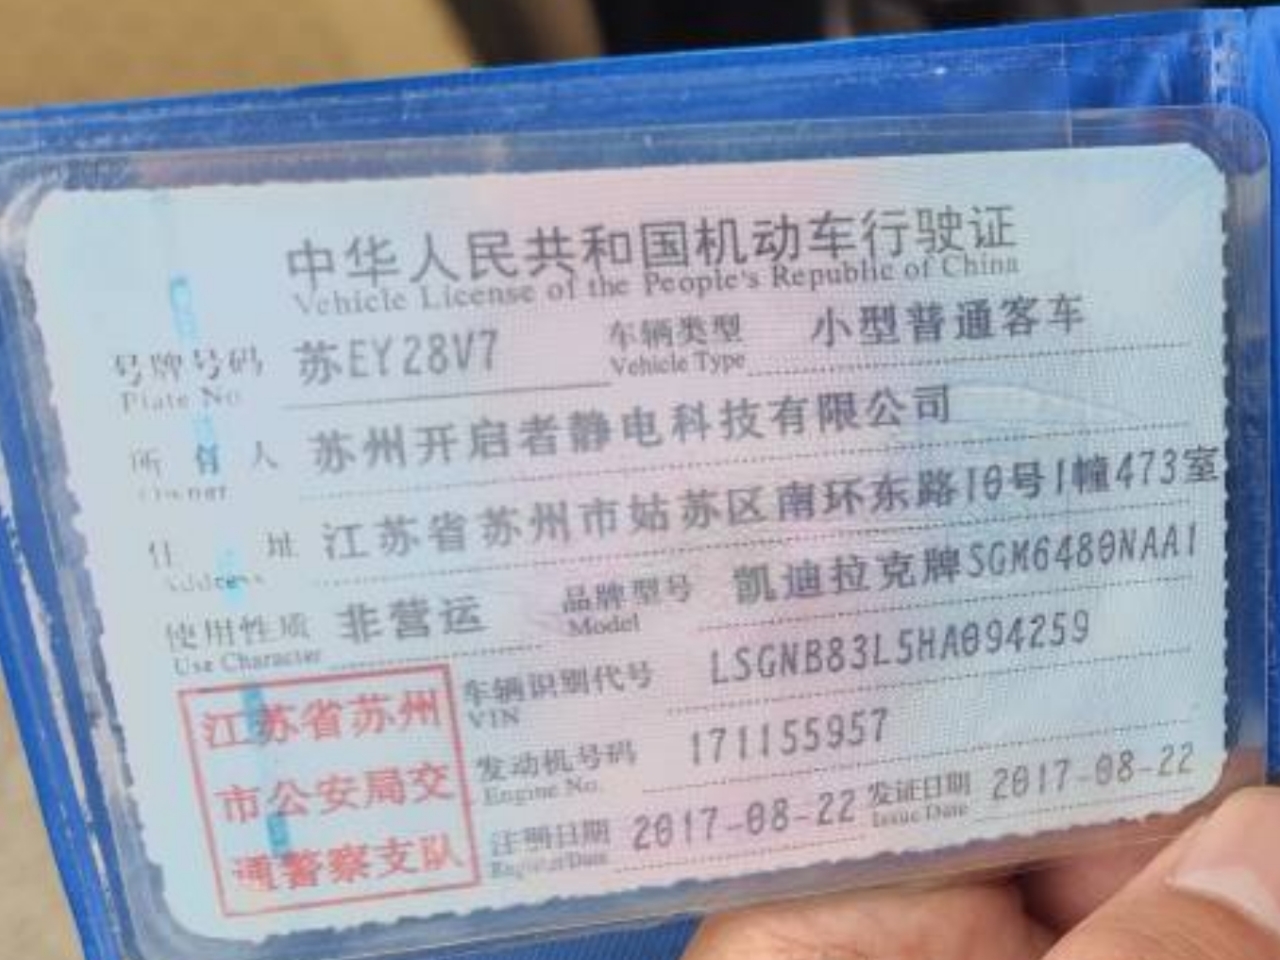 中华人民共和国机动车行驶证
Vehicle License of the People's Republic of China
号牌号码 苏EY28V7 车辆类型 小型普通客车
Plate No. Vehicle Type
所有人 苏州开启者静电科技有限公司
Owner
住址 江苏省苏州市姑苏区南环东路10号1幢473室
Address
使用性质 非营运 品牌型号 凯迪拉克牌SGM6480NAA1
Use Character Model
车辆识别代号 LSGNB83L5HA094259
VIN
发动机号码 171155957
Engine No.
注册日期 2017-08-22 发证日期 2017-08-22
Register Date Issue Date
江苏省苏州
市公安局交
通警察支队